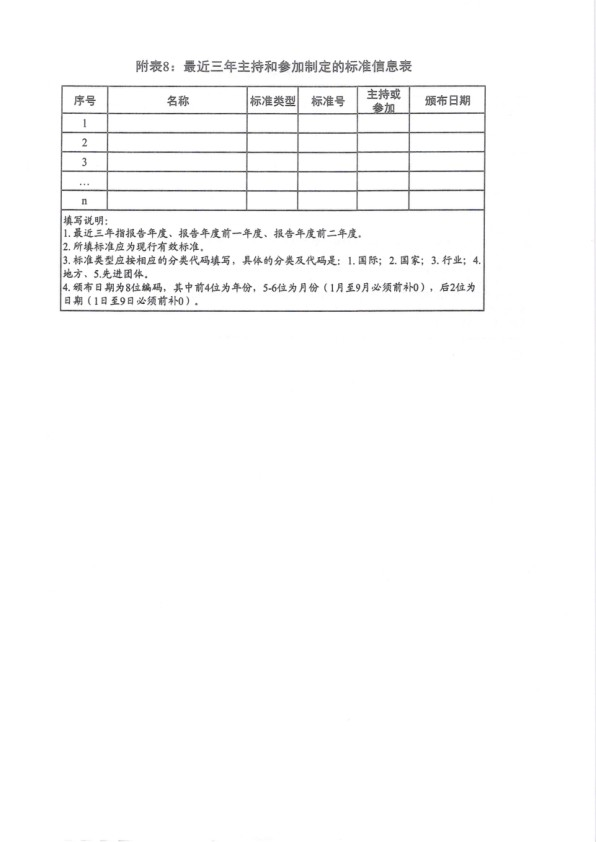 附表8：最近三年主持和参加制定的标准信息表
序号 名称 标准类型 标准号 主持或参加 颁布日期
1
2
3
…
n
填写说明：
1.最近三年指报告年度、报告年度前一年度、报告年度前二年度。
2.所填标准应为现行有效标准。
3.标准类型应按相应的分类代码填写，具体的分类及代码是：1.国际；2.国家；3.行业；4.
地方、5.先进团体。
4.颁布日期为8位编码，其中前4位为年份，5-6位为月份（1月至9月必须前补0），后2位为
日期（1日至9日必须前补0）。